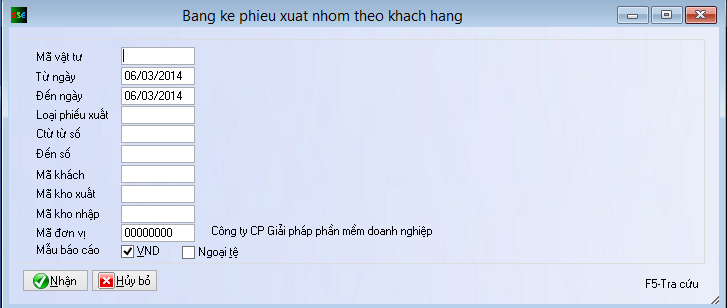 Bang ke phieu xuat nhom theo khach hang
Mã vật tư
Từ ngày 06/03/2014
Đến ngày 06/03/2014
Loại phiếu xuất
Ctừ từ số
Đến số
Mã khách
Mã kho xuất
Mã kho nhập
Mã đơn vị 00000000 Công ty CP Giải pháp phần mềm doanh nghiệp
Mẫu báo cáo VND Ngoại tệ
Nhận Hủy bỏ F5-Tra cứu